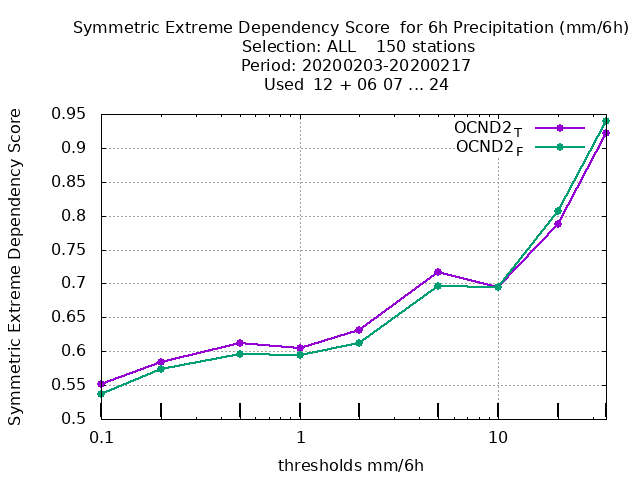 Symmetric Extreme Dependency Score  for 6h Precipitation (mm/6h)
Selection: ALL    150 stations
Period: 20200203-20200217
Used  12 + 06 07 ... 24
Symmetric Extreme Dependency Score
0.95
0.9
0.85
0.8
0.75
0.7
0.65
0.6
0.55
0.5
OCND2T
OCND2F
0.1 1 10
thresholds mm/6h